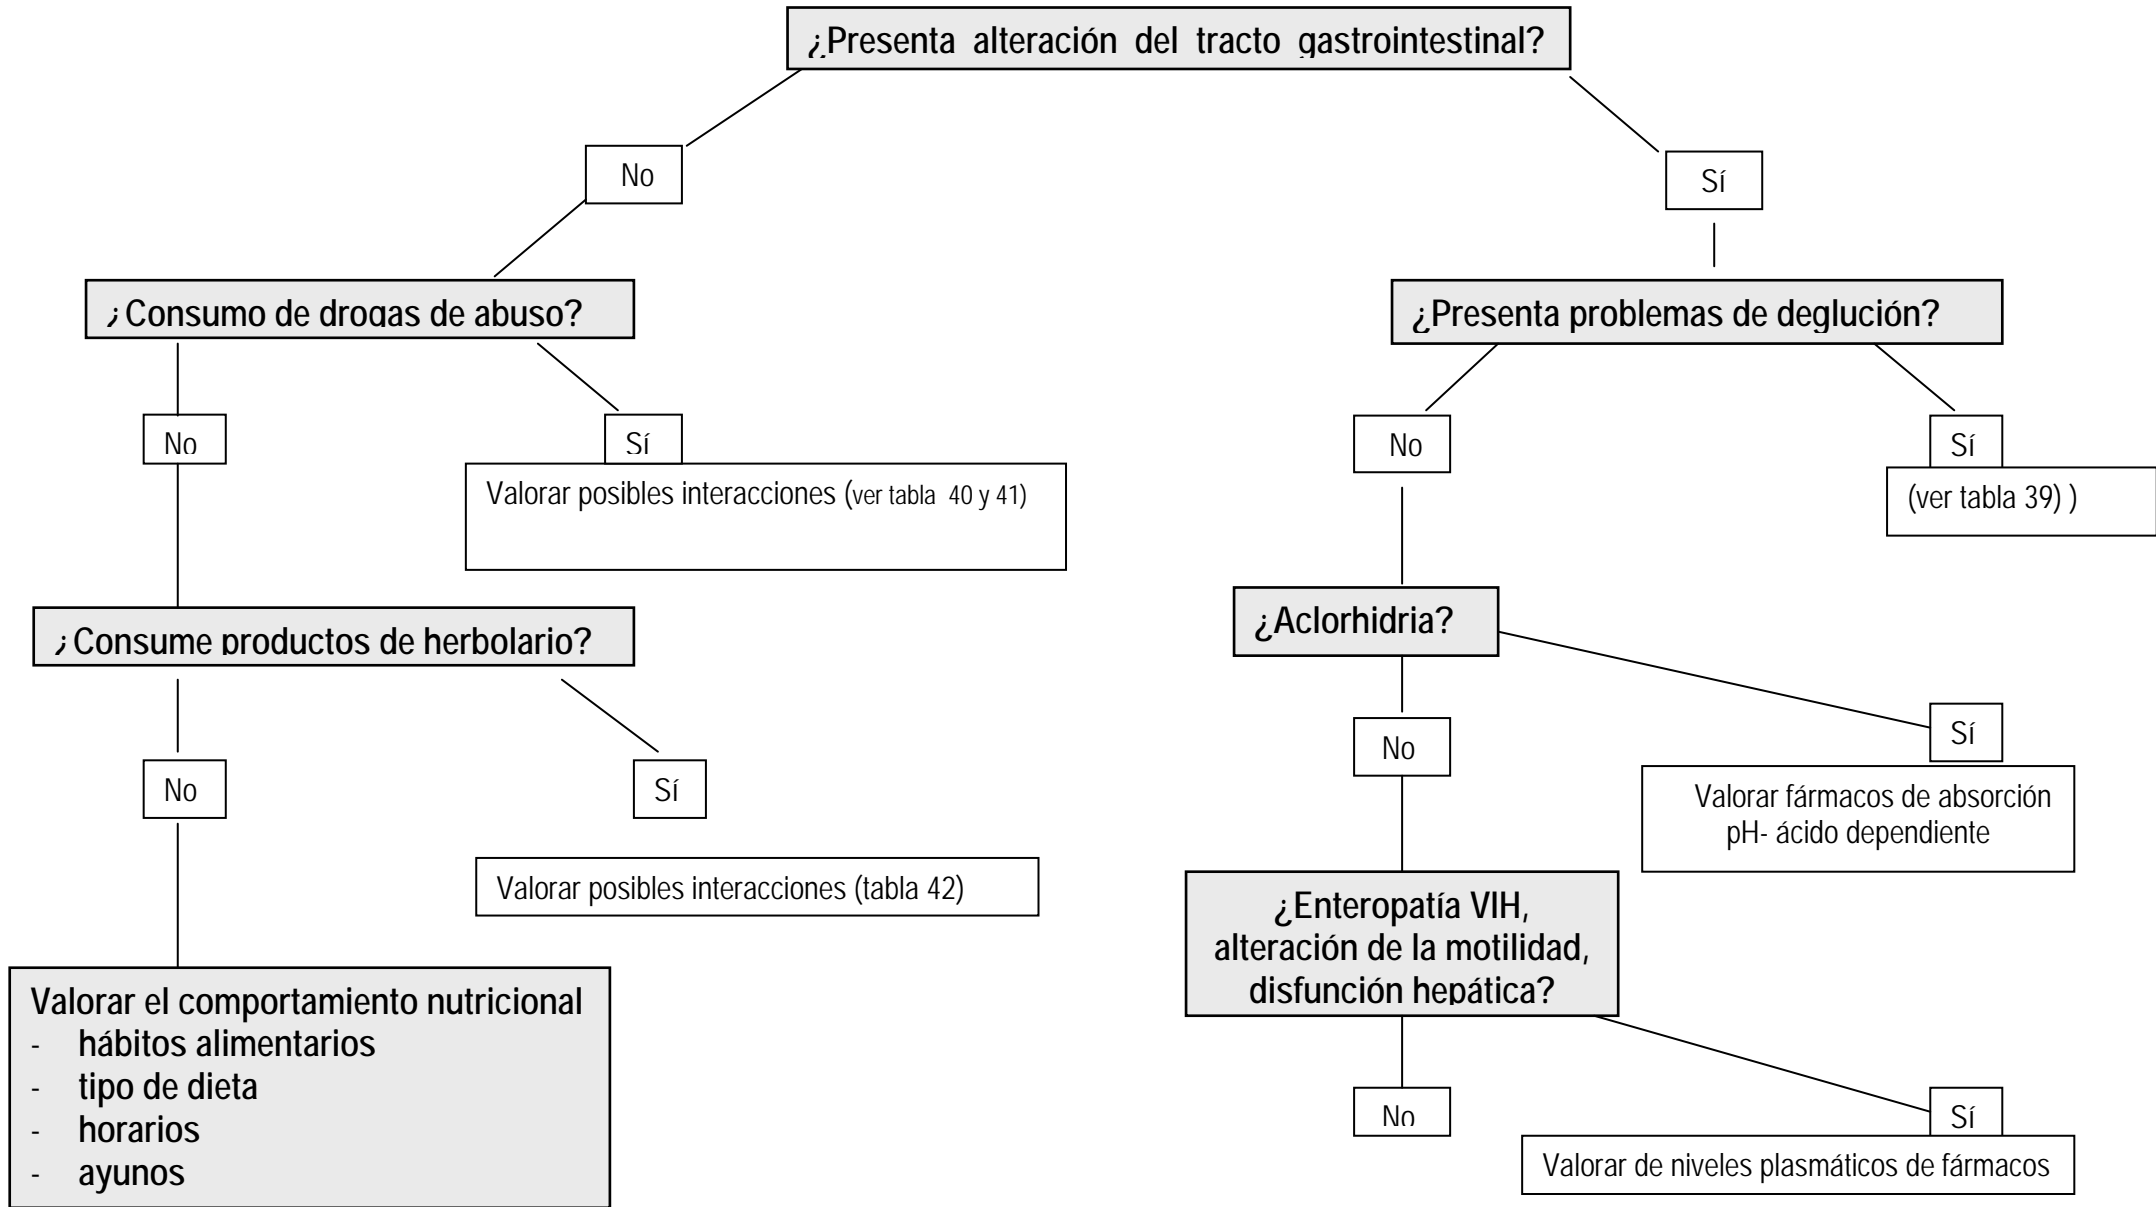 ¿Presenta alteración del tracto gastrointestinal?
No
Sí
¿Consumo de drogas de abuso?
¿Presenta problemas de deglución?
No
Sí
No
Sí
Valorar posibles interacciones (ver tabla 40 y 41)
(ver tabla 39) )
¿Consume productos de herbolario?
¿Aclorhidria?
No
Sí
No
Sí
Valorar fármacos de absorción
pH- ácido dependiente
Valorar posibles interacciones (tabla 42)
¿Enteropatía VIH,
alteración de la motilidad,
disfunción hepática?
Valorar el comportamiento nutricional
- hábitos alimentarios
- tipo de dieta
- horarios
- ayunos
No
Sí
Valorar de niveles plasmáticos de fármacos